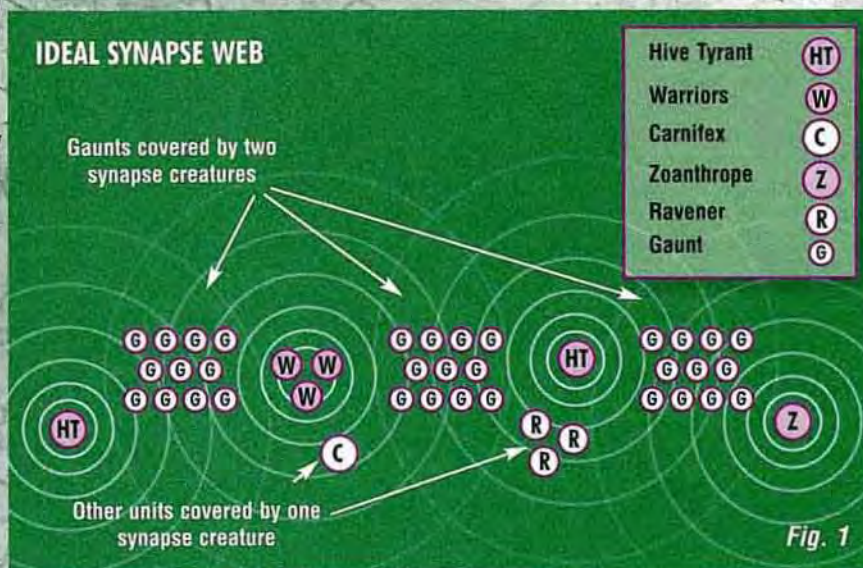 IDEAL SYNAPSE WEB
Hive Tyrant HT
Warriors W
Carnifex C
Zoanthrope Z
Ravener R
Gaunt G
Gaunts covered by two
synapse creatures
G G G G G G G G G G G G
G G G W W G G G HT G G G
G G G G W G G G G G G G G
HT R R Z
C R
Other units covered by one
synapse creature
Fig. 1